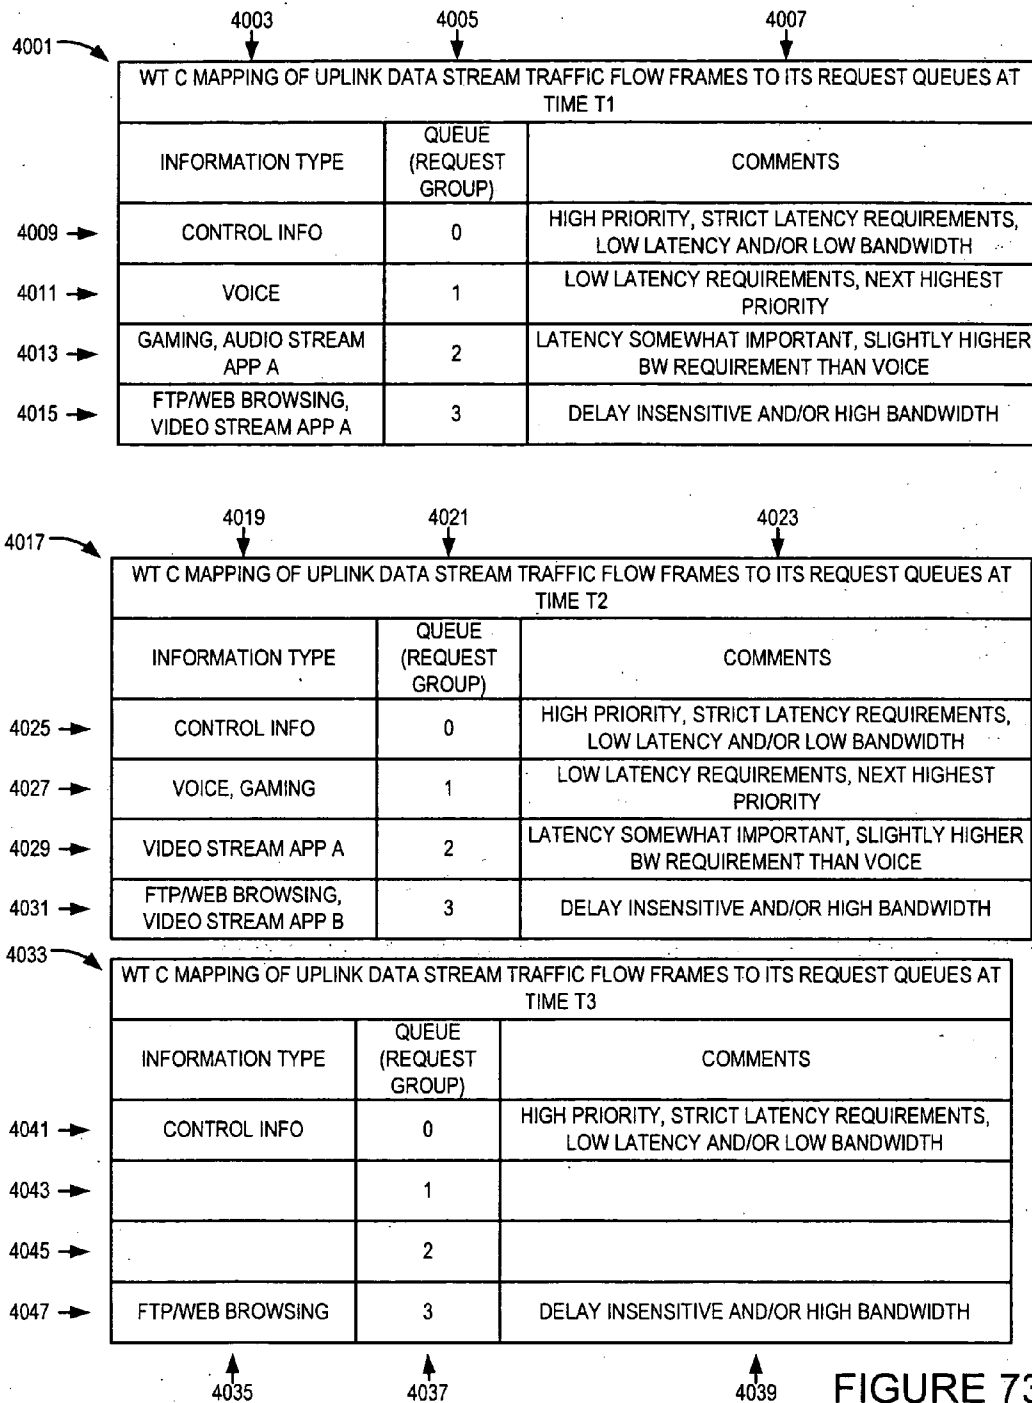 4003 4005 4007
4001
WT C MAPPING OF UPLINK DATA STREAM TRAFFIC FLOW FRAMES TO ITS REQUEST QUEUES AT
TIME T1
INFORMATION TYPE
QUEUE
(REQUEST
GROUP)
COMMENTS
4009
CONTROL INFO
0
HIGH PRIORITY, STRICT LATENCY REQUIREMENTS,
LOW LATENCY AND/OR LOW BANDWIDTH
4011
VOICE
1
LOW LATENCY REQUIREMENTS, NEXT HIGHEST
PRIORITY
4013
GAMING, AUDIO STREAM
APP A
2
LATENCY SOMEWHAT IMPORTANT, SLIGHTLY HIGHER
BW REQUIREMENT THAN VOICE
4015
FTP/WEB BROWSING,
VIDEO STREAM APP A
3
DELAY INSENSITIVE AND/OR HIGH BANDWIDTH
4019 4021 4023
4017
WT C MAPPING OF UPLINK DATA STREAM TRAFFIC FLOW FRAMES TO ITS REQUEST QUEUES AT
TIME T2
INFORMATION TYPE
QUEUE
(REQUEST
GROUP)
COMMENTS
4025
CONTROL INFO
0
HIGH PRIORITY, STRICT LATENCY REQUIREMENTS,
LOW LATENCY AND/OR LOW BANDWIDTH
4027
VOICE, GAMING
1
LOW LATENCY REQUIREMENTS, NEXT HIGHEST
PRIORITY
4029
VIDEO STREAM APP A
2
LATENCY SOMEWHAT IMPORTANT, SLIGHTLY HIGHER
BW REQUIREMENT THAN VOICE
4031
FTP/WEB BROWSING,
VIDEO STREAM APP B
3
DELAY INSENSITIVE AND/OR HIGH BANDWIDTH
4033
WT C MAPPING OF UPLINK DATA STREAM TRAFFIC FLOW FRAMES TO ITS REQUEST QUEUES AT
TIME T3
INFORMATION TYPE
QUEUE
(REQUEST
GROUP)
COMMENTS
4041
CONTROL INFO
0
HIGH PRIORITY, STRICT LATENCY REQUIREMENTS,
LOW LATENCY AND/OR LOW BANDWIDTH
4043
1
4045
2
4047
FTP/WEB BROWSING
3
DELAY INSENSITIVE AND/OR HIGH BANDWIDTH
4035 4037 4039
FIGURE 73